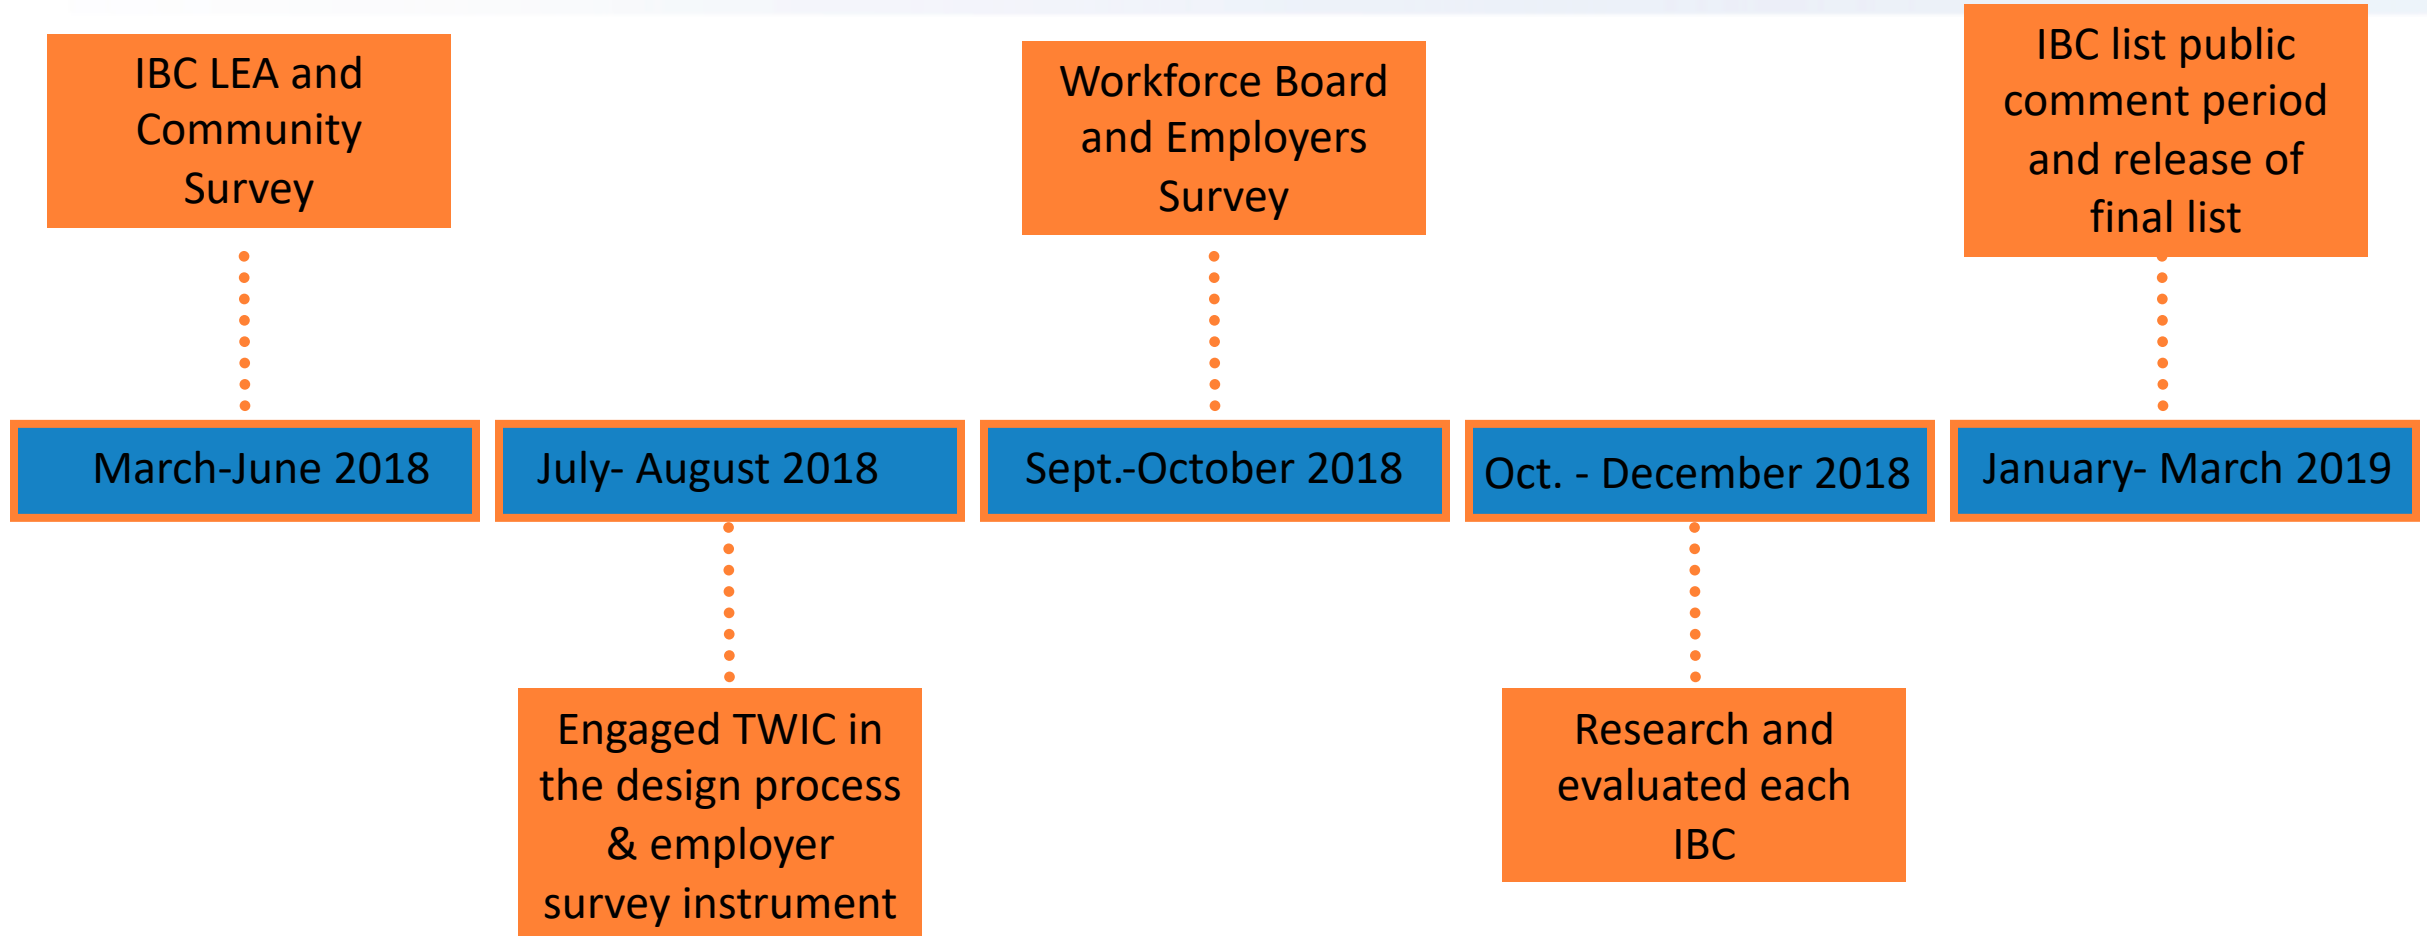 IBC LEA and
Community
Survey
Workforce Board
and Employers
Survey
IBC list public
comment period
and release of
final list
March-June 2018
July- August 2018
Sept.-October 2018
Oct. - December 2018
January- March 2019
Engaged TWIC in
the design process
& employer
survey instrument
Research and
evaluated each
IBC